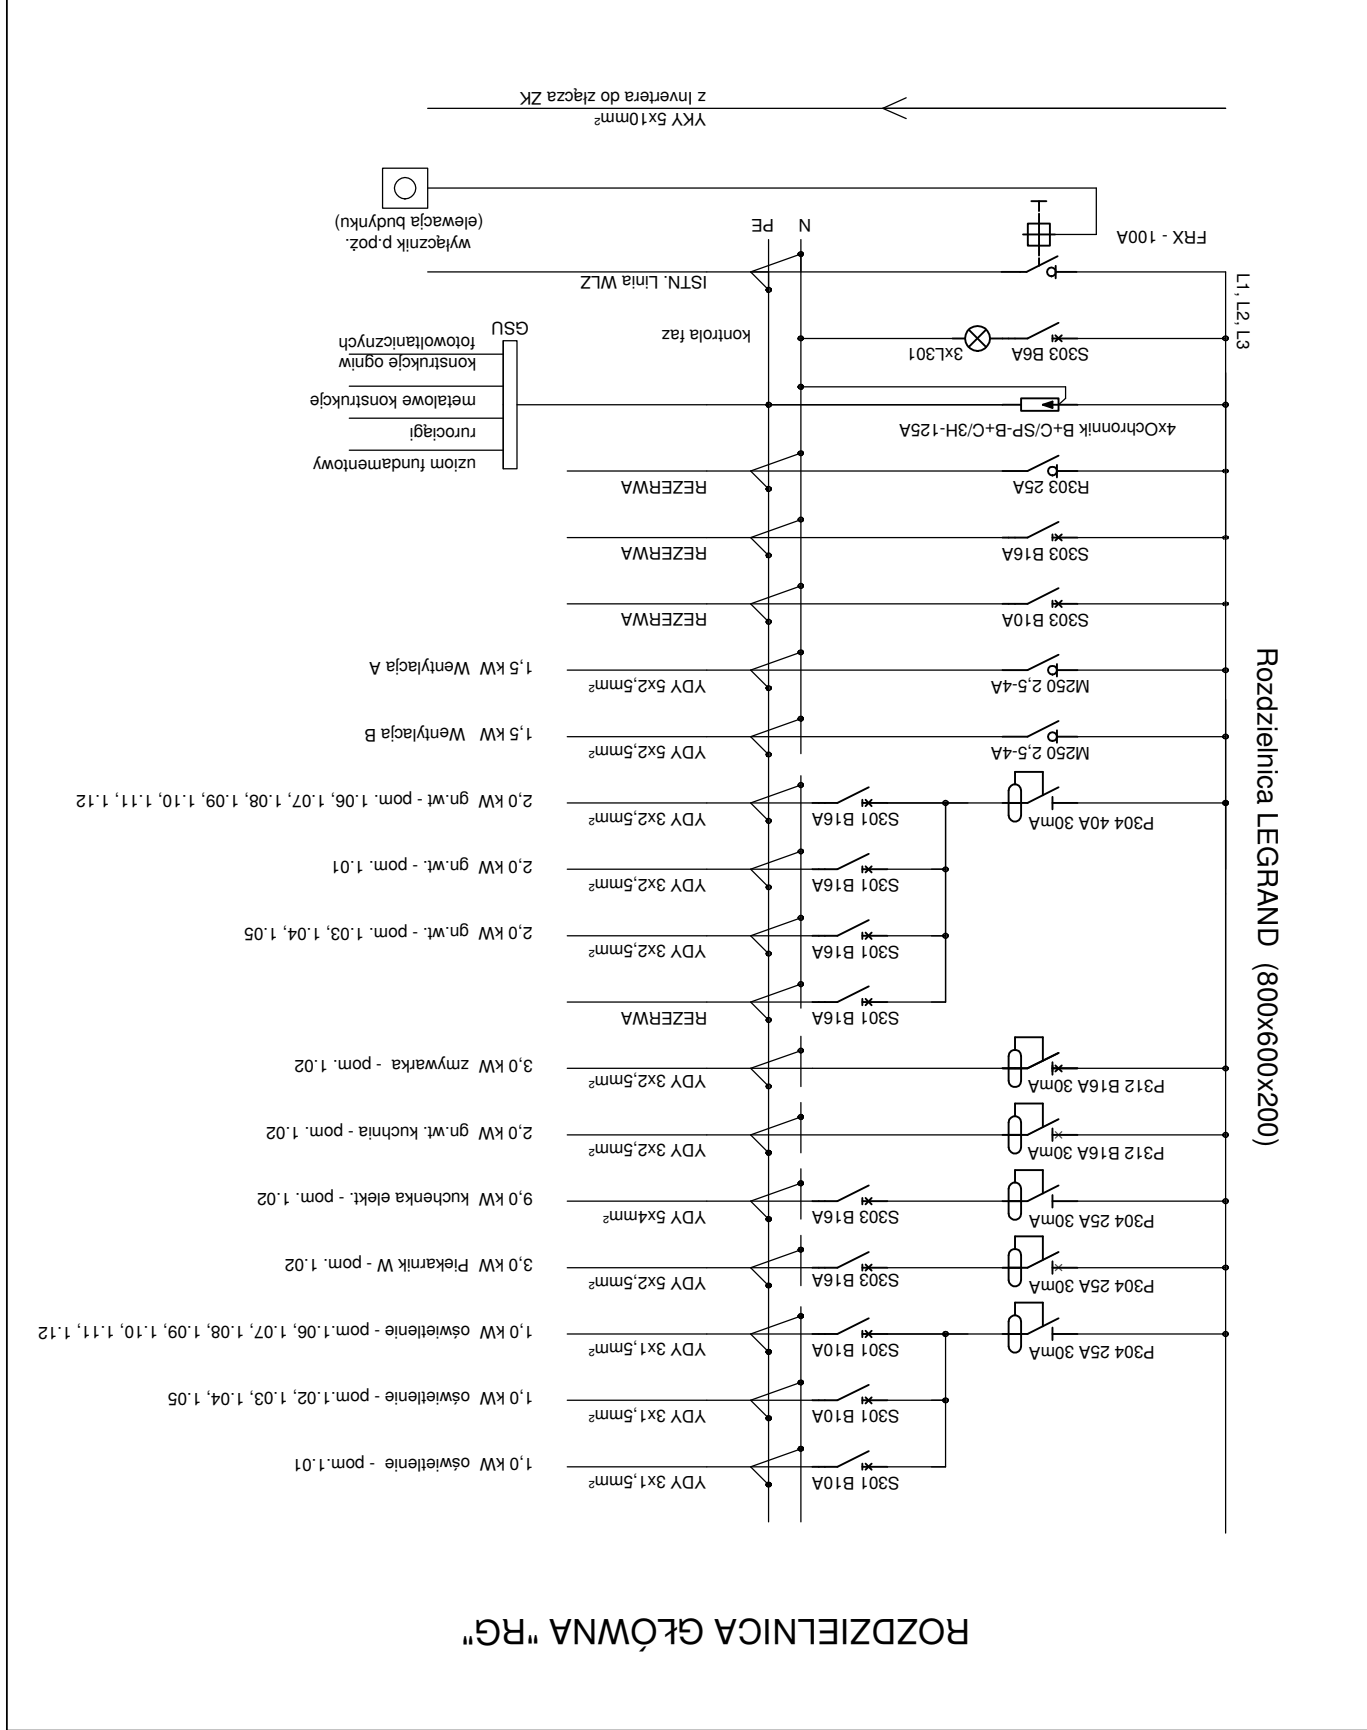 ROZDZIELNICA GŁÓWNA "RG"
Rozdzielnica LEGRAND (800x600x200)
S301 B10A
YDY 3x1,5mm²
1,0 kW oświetlenie - pom.1.01
S301 B10A
YDY 3x1,5mm²
1,0 kW oświetlenie - pom.1.02, 1.03, 1.04, 1.05
P304 25A 30mA
S301 B10A
YDY 3x1,5mm²
1,0 kW oświetlenie - pom.1.06, 1.07, 1.08, 1.09, 1.10, 1.11, 1.12
P304 25A 30mA
S303 B16A
YDY 5x2,5mm²
3,0 kW Piekarnik W - pom. 1.02
P304 25A 30mA
S303 B16A
YDY 5x4mm²
9,0 kW kuchenka elekt. - pom. 1.02
P312 B16A 30mA
YDY 3x2,5mm²
2,0 kW gn.wt. kuchnia - pom. 1.02
P312 B16A 30mA
YDY 3x2,5mm²
3,0 kW zmywarka - pom. 1.02
S301 B16A
REZERWA
S301 B16A
YDY 3x2,5mm²
2,0 kW gn.wt. - pom. 1.03, 1.04, 1.05
S301 B16A
YDY 3x2,5mm²
2,0 kW gn.wt. - pom. 1.01
P304 40A 30mA
S301 B16A
YDY 3x2,5mm²
2,0 kW gn.wt - pom. 1.06, 1.07, 1.08, 1.09, 1.10, 1.11, 1.12
M250 2,5-4A
YDY 5x2,5mm²
1,5 kW Wentylacja B
M250 2,5-4A
YDY 5x2,5mm²
1,5 kW Wentylacja A
S303 B10A
REZERWA
S303 B16A
REZERWA
R303 25A
REZERWA
4xOchronnik B+C/SP-B+C/3H-125A
uziom fundamentowy
rurociągi
metalowe konstrukcje
konstrukcje ogniw
fotowoltanicznych
GSU
S303 B6A
3xL301
kontrola faz
L1, L2, L3
ISTN. Linia WLZ
FRX - 100A
N
PE
wyłącznik p.poż.
(elewacja budynku)
YKY 5x10mm²
z Invertera do złącza ZK